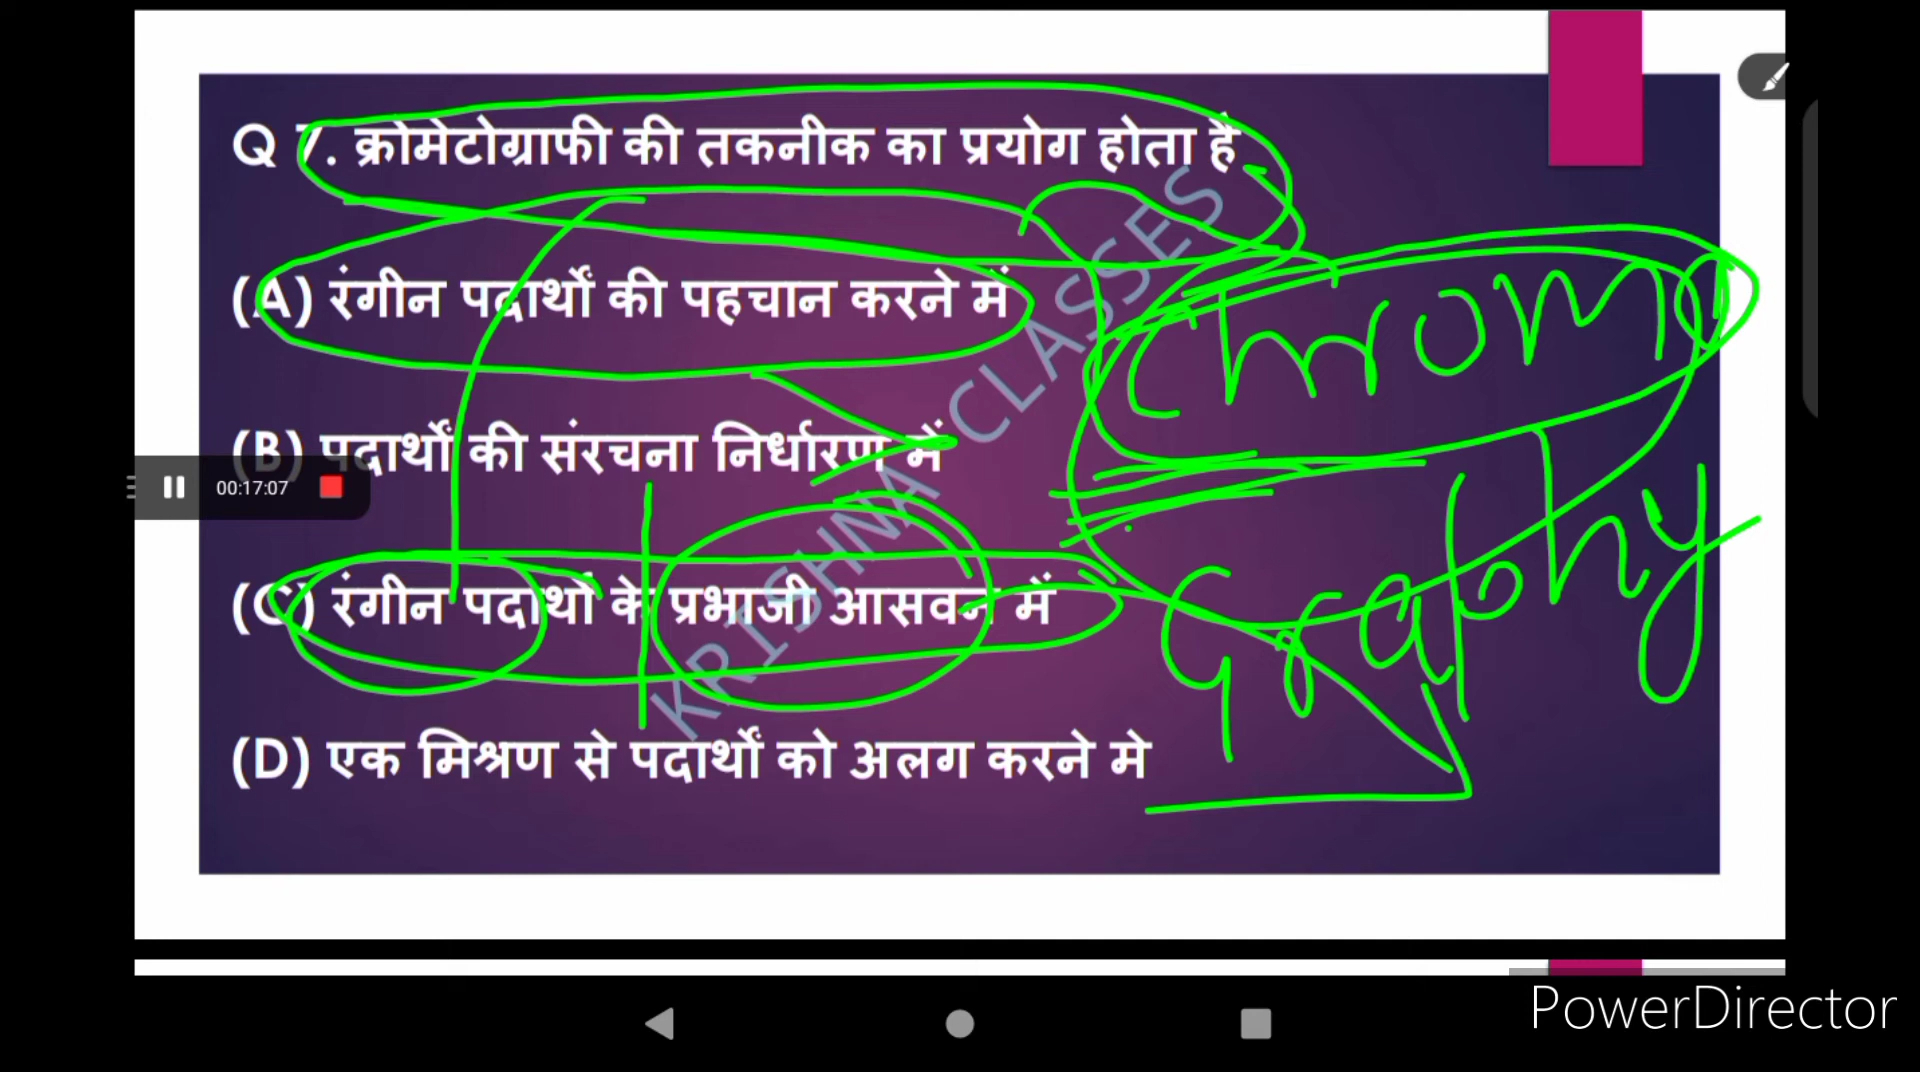 Q 7. क्रोमेटोग्राफी की तकनीक का प्रयोग होता है
(A) रंगीन पदार्थों की पहचान करने में
Chromo
(B) पदार्थों की संरचना निर्धारण में
00:17:07
Graphy
(C) रंगीन पदार्थों के प्रभाजी आसवन में
(D) एक मिश्रण से पदार्थों को अलग करने मे
KRISHNA CLASSES
PowerDirector